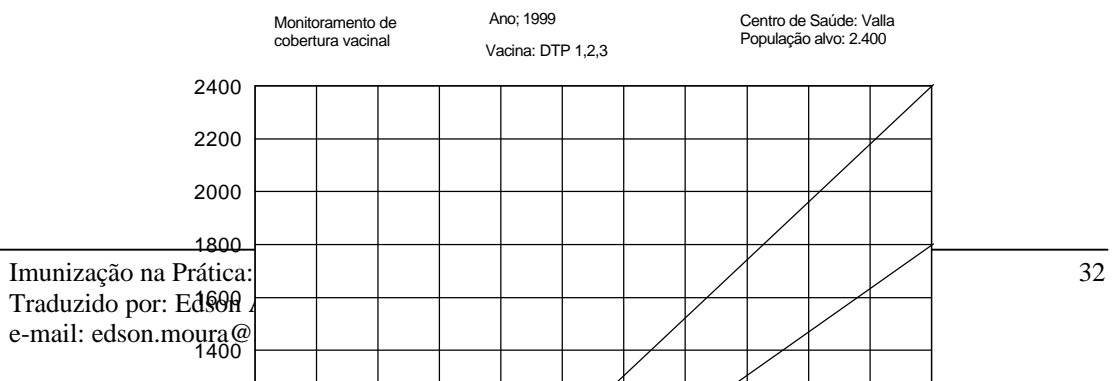 Monitoramento de
cobertura vacinal
Ano; 1999
Vacina: DTP 1,2,3
Centro de Saúde: Valla
População alvo: 2.400
2400
2200
2000
1800
1600
1400
Imunização na Prática:
32
Traduzido por: Edson
e-mail: edson.moura@